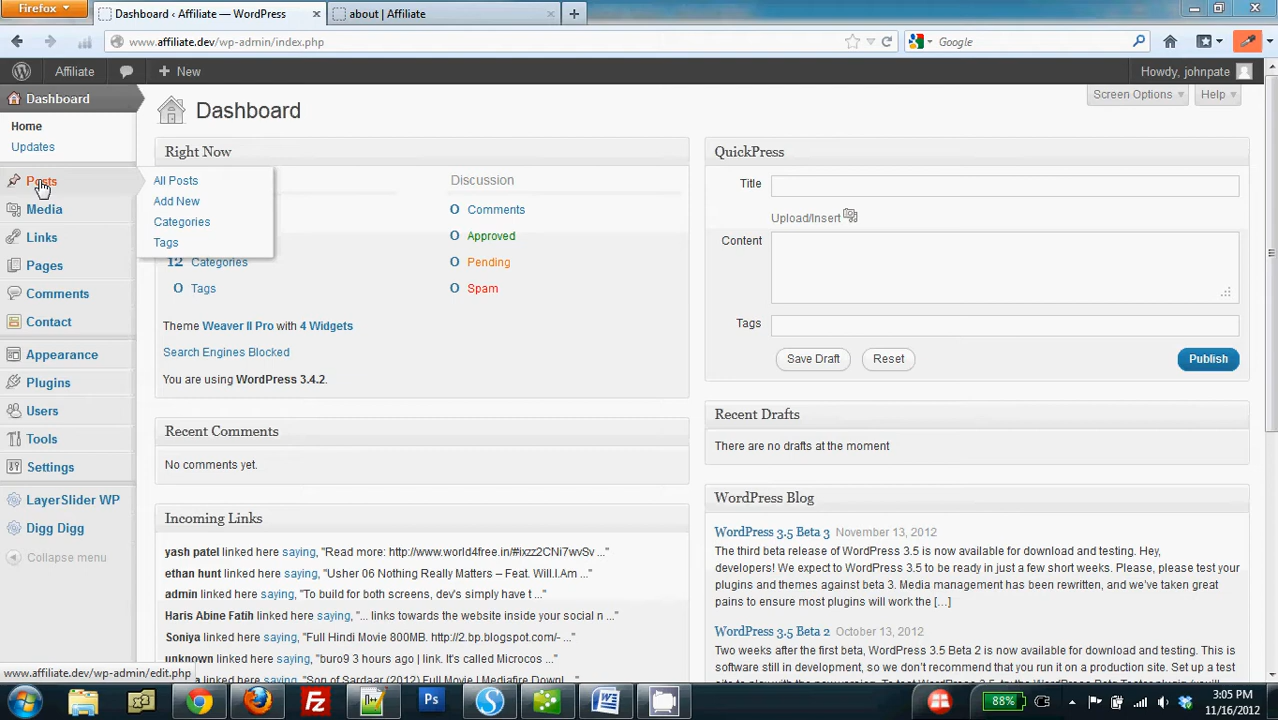 Firefox
Dashboard ‹ Affiliate — WordPress
about | Affiliate
www.affiliate.dev/wp-admin/index.php
Google
Affiliate
New
Howdy, johnpate
Dashboard
Home
Updates
Posts
Media
Links
Pages
Comments
Contact
Appearance
Plugins
Users
Tools
Settings
LayerSlider WP
Digg Digg
Collapse menu
All Posts
Add New
Categories
Tags
Dashboard
Screen Options
Help
Right Now
Discussion
0 Comments
0 Approved
12 Categories
0 Pending
0 Tags
0 Spam
Theme Weaver II Pro with 4 Widgets
Search Engines Blocked
You are using WordPress 3.4.2.
Recent Comments
No comments yet.
Incoming Links
yash patel linked here saying, "Read more: http://www.world4free.in/#ixzz2CNi7wvSv ..."
ethan hunt linked here saying, "Usher 06 Nothing Really Matters – Feat. Will.I.Am ..."
admin linked here saying, "To build for both screens, dev's simply have t ..."
Haris Abine Fatih linked here saying, "... links towards the website inside your social n ..."
Soniya linked here saying, "Full Hindi Movie 800MB. http://2.bp.blogspot.com/- ..."
unknown linked here saying, "buro9 3 hours ago | link. It's called Microcos ..."
QuickPress
Title
Upload/Insert
Content
Tags
Save Draft
Reset
Publish
Recent Drafts
There are no drafts at the moment
WordPress Blog
WordPress 3.5 Beta 3 November 13, 2012
The third beta release of WordPress 3.5 is now available for download and testing. Hey,
developers! We expect to WordPress 3.5 to be ready in just a few short weeks. Please, please test your
plugins and themes against beta 3. Media management has been rewritten, and we've taken great
pains to ensure most plugins will work the [...]
WordPress 3.5 Beta 2 October 13, 2012
Two weeks after the first beta, WordPress 3.5 Beta 2 is now available for download and testing. This is
software still in development, so we don't recommend that you run it on a production site. Set up a test
www.affiliate.dev/wp-admin/edit.php
Ps
88%
3:05 PM
11/16/2012